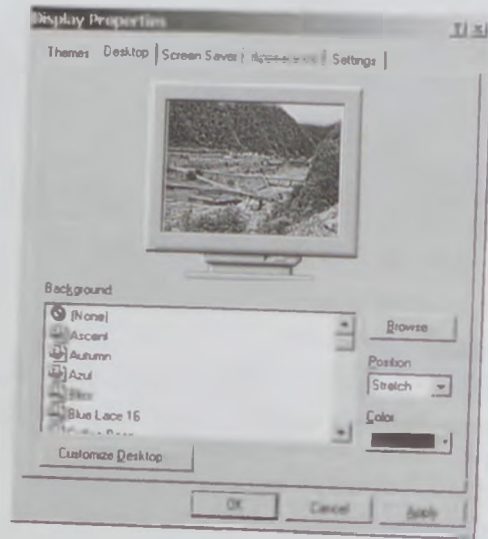 Display Properties
Themes Desktop Screen Saver Settings
Background
(None)
Ascent
Autumn
Azul
Bliss
Blue Lace 16
Browse
Position
Stretch
Color
Customize Desktop
OK Cancel Apply